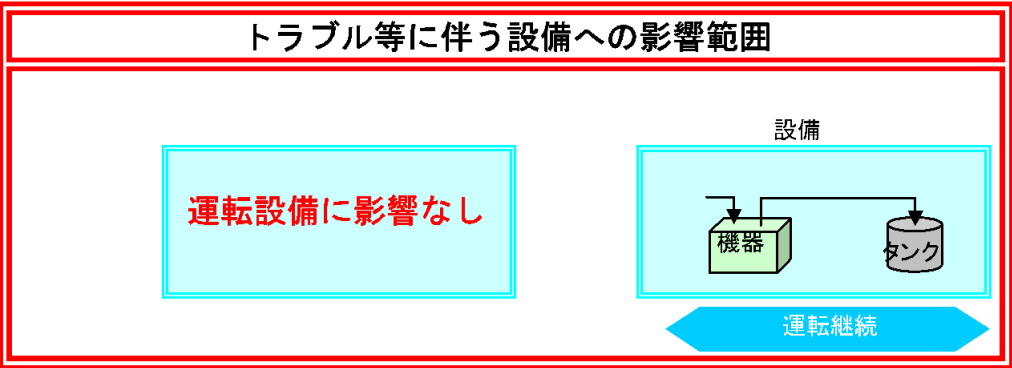 トラブル等に伴う設備への影響範囲
設備
運転設備に影響なし
機器
タンク
運転継続